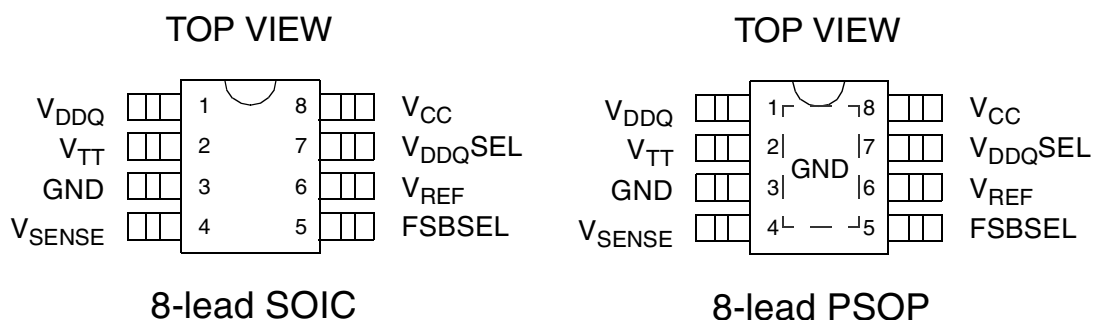 TOP VIEW
VDDQ 1 8 VCC
VTT 2 7 VDDQSEL
GND 3 6 VREF
VSENSE 4 5 FSBSEL
8-lead SOIC
TOP VIEW
VDDQ 1 8 VCC
VTT 2 GND 7 VDDQSEL
GND 3 6 VREF
VSENSE 4 5 FSBSEL
8-lead PSOP